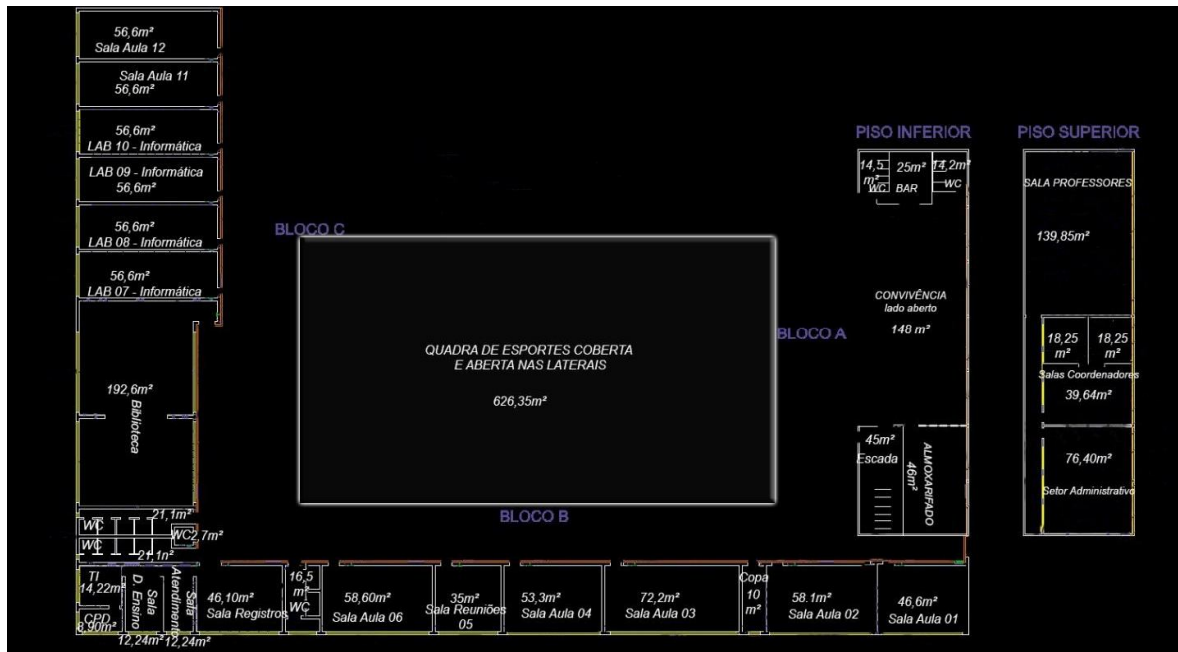 56,6m²
Sala Aula 12
Sala Aula 11
56,6m²
56,6m²
LAB 10 - Informática
LAB 09 - Informática
56,6m²
56,6m²
LAB 08 - Informática
56,6m²
LAB 07 - Informática
192,6m²
Biblioteca
21,1m²
WC
WC2,7m²
WC
21,1m²
TI
14,22m²
CPD
8,90m²
Sala
D. Ensino
12,24m²
Sala
Atendimento
12,24m²
46,10m²
Sala Registros
16,5
m²
WC
58,60m²
Sala Aula 06
35m²
Sala Reuniões
05
53,3m²
Sala Aula 04
72,2m²
Sala Aula 03
Copa
10
m²
58.1m²
Sala Aula 02
46,6m²
Sala Aula 01
BLOCO C
QUADRA DE ESPORTES COBERTA
E ABERTA NAS LATERAIS
626,35m²
BLOCO A
BLOCO B
PISO INFERIOR
14,5
m²
WC
25m²
BAR
14,2m²
WC
CONVIVÊNCIA
lado aberto
148 m²
45m²
Escada
ALMOXARIFADO
46m²
PISO SUPERIOR
SALA PROFESSORES
139,85m²
18,25
m²
18,25
m²
Salas Coordenadores
39,64m²
76,40m²
Setor Administrativo